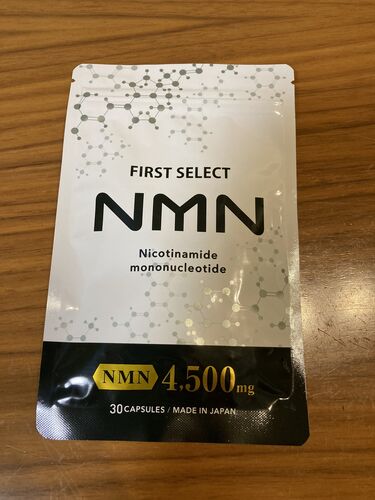 FIRST SELECT
NMN
Nicotinamide
mononucleotide
NMN 4,500mg
30 CAPSULES / MADE IN JAPAN